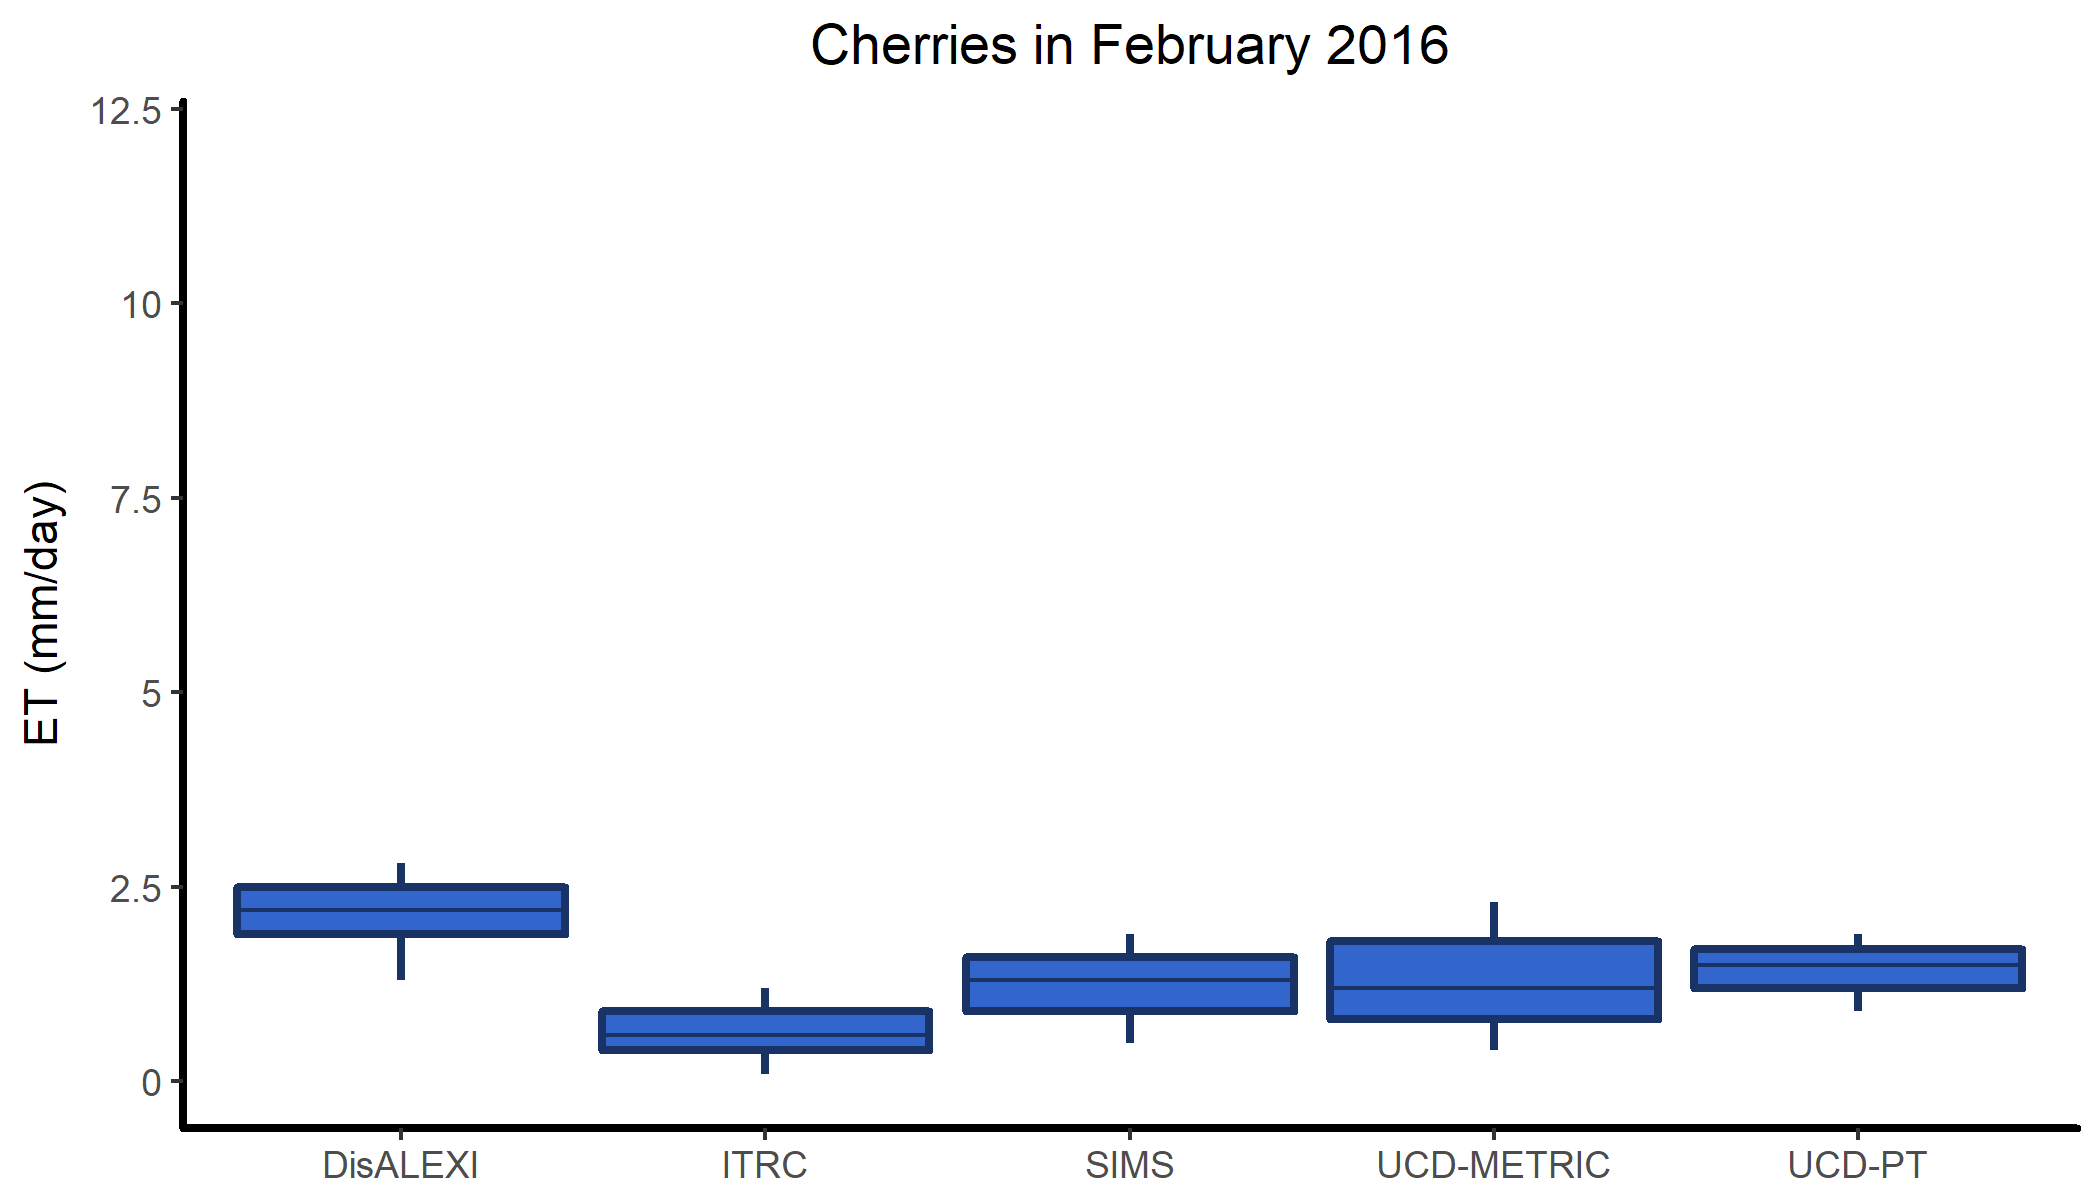 Cherries in February 2016
ET (mm/day)
12.5
10
7.5
5
2.5
0
DisALEXI
ITRC
SIMS
UCD-METRIC
UCD-PT